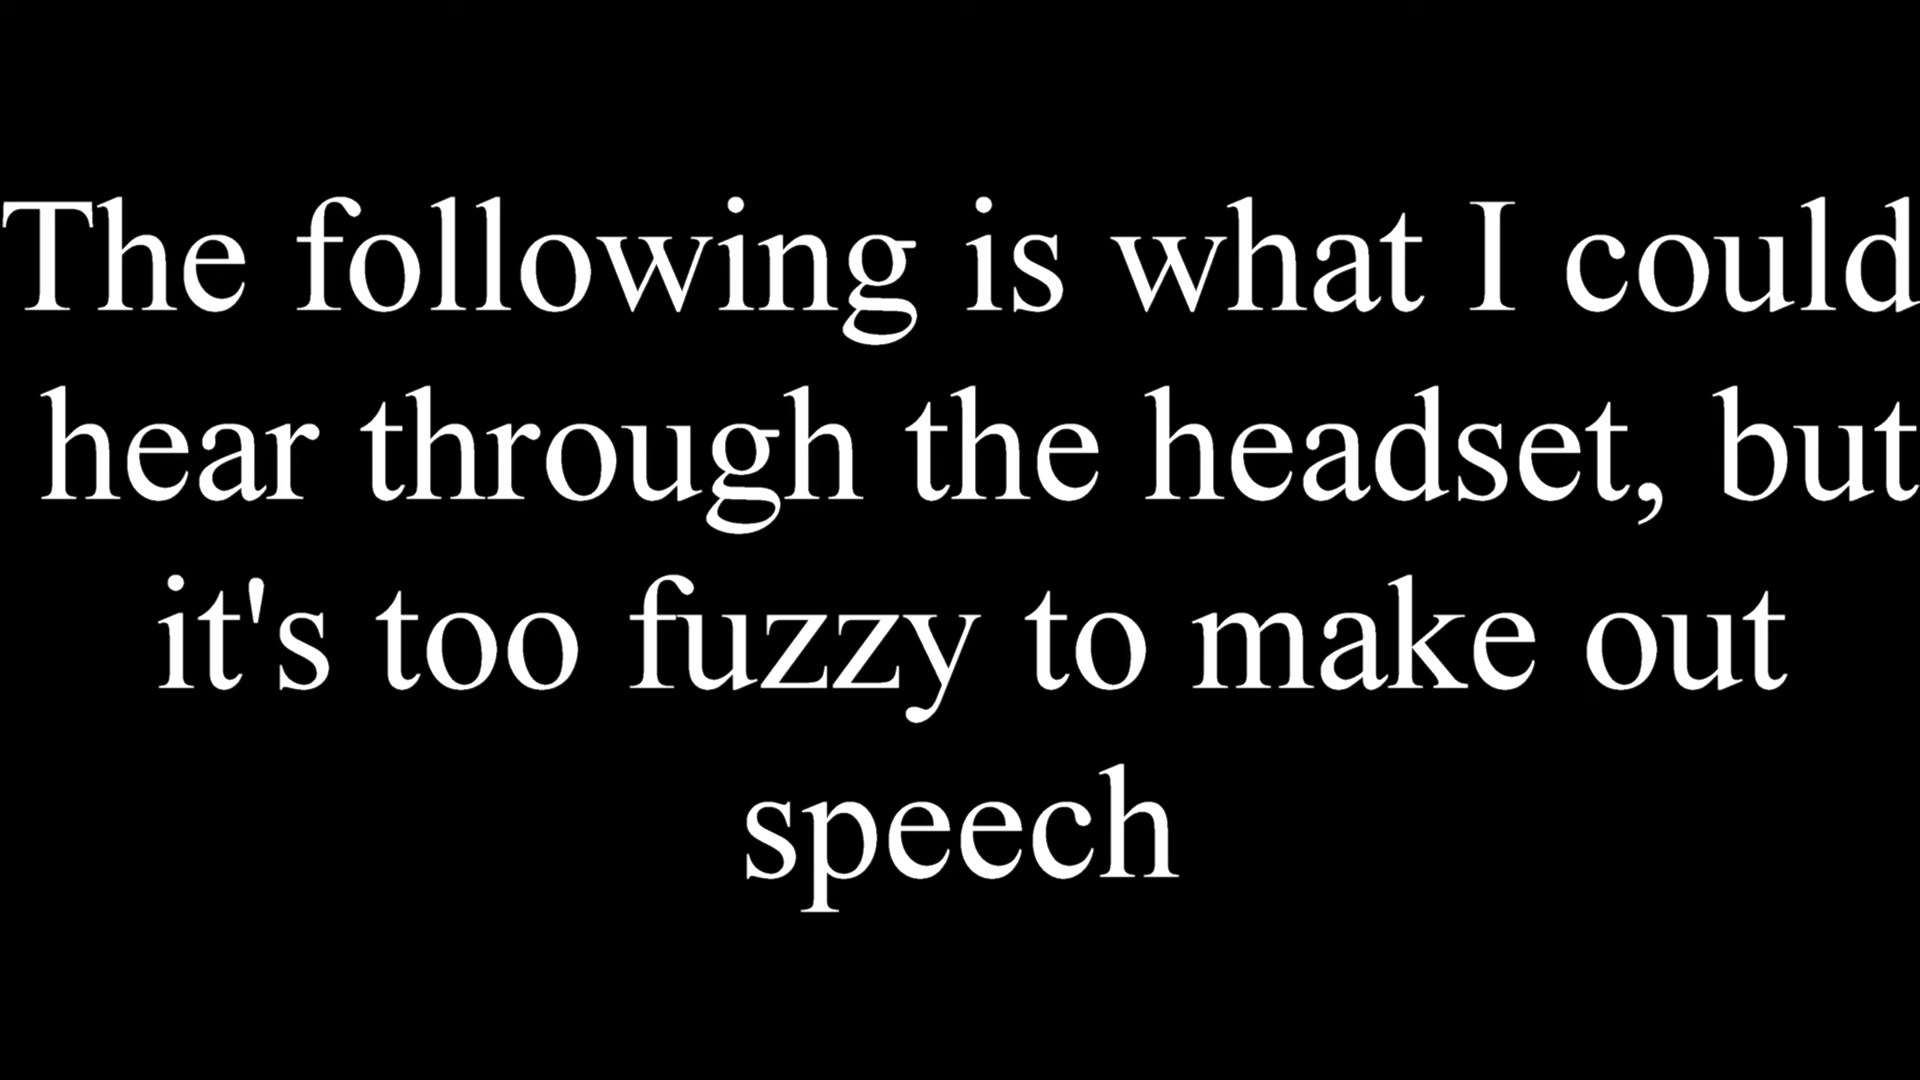 The following is what I could
hear through the headset, but
it's too fuzzy to make out
speech